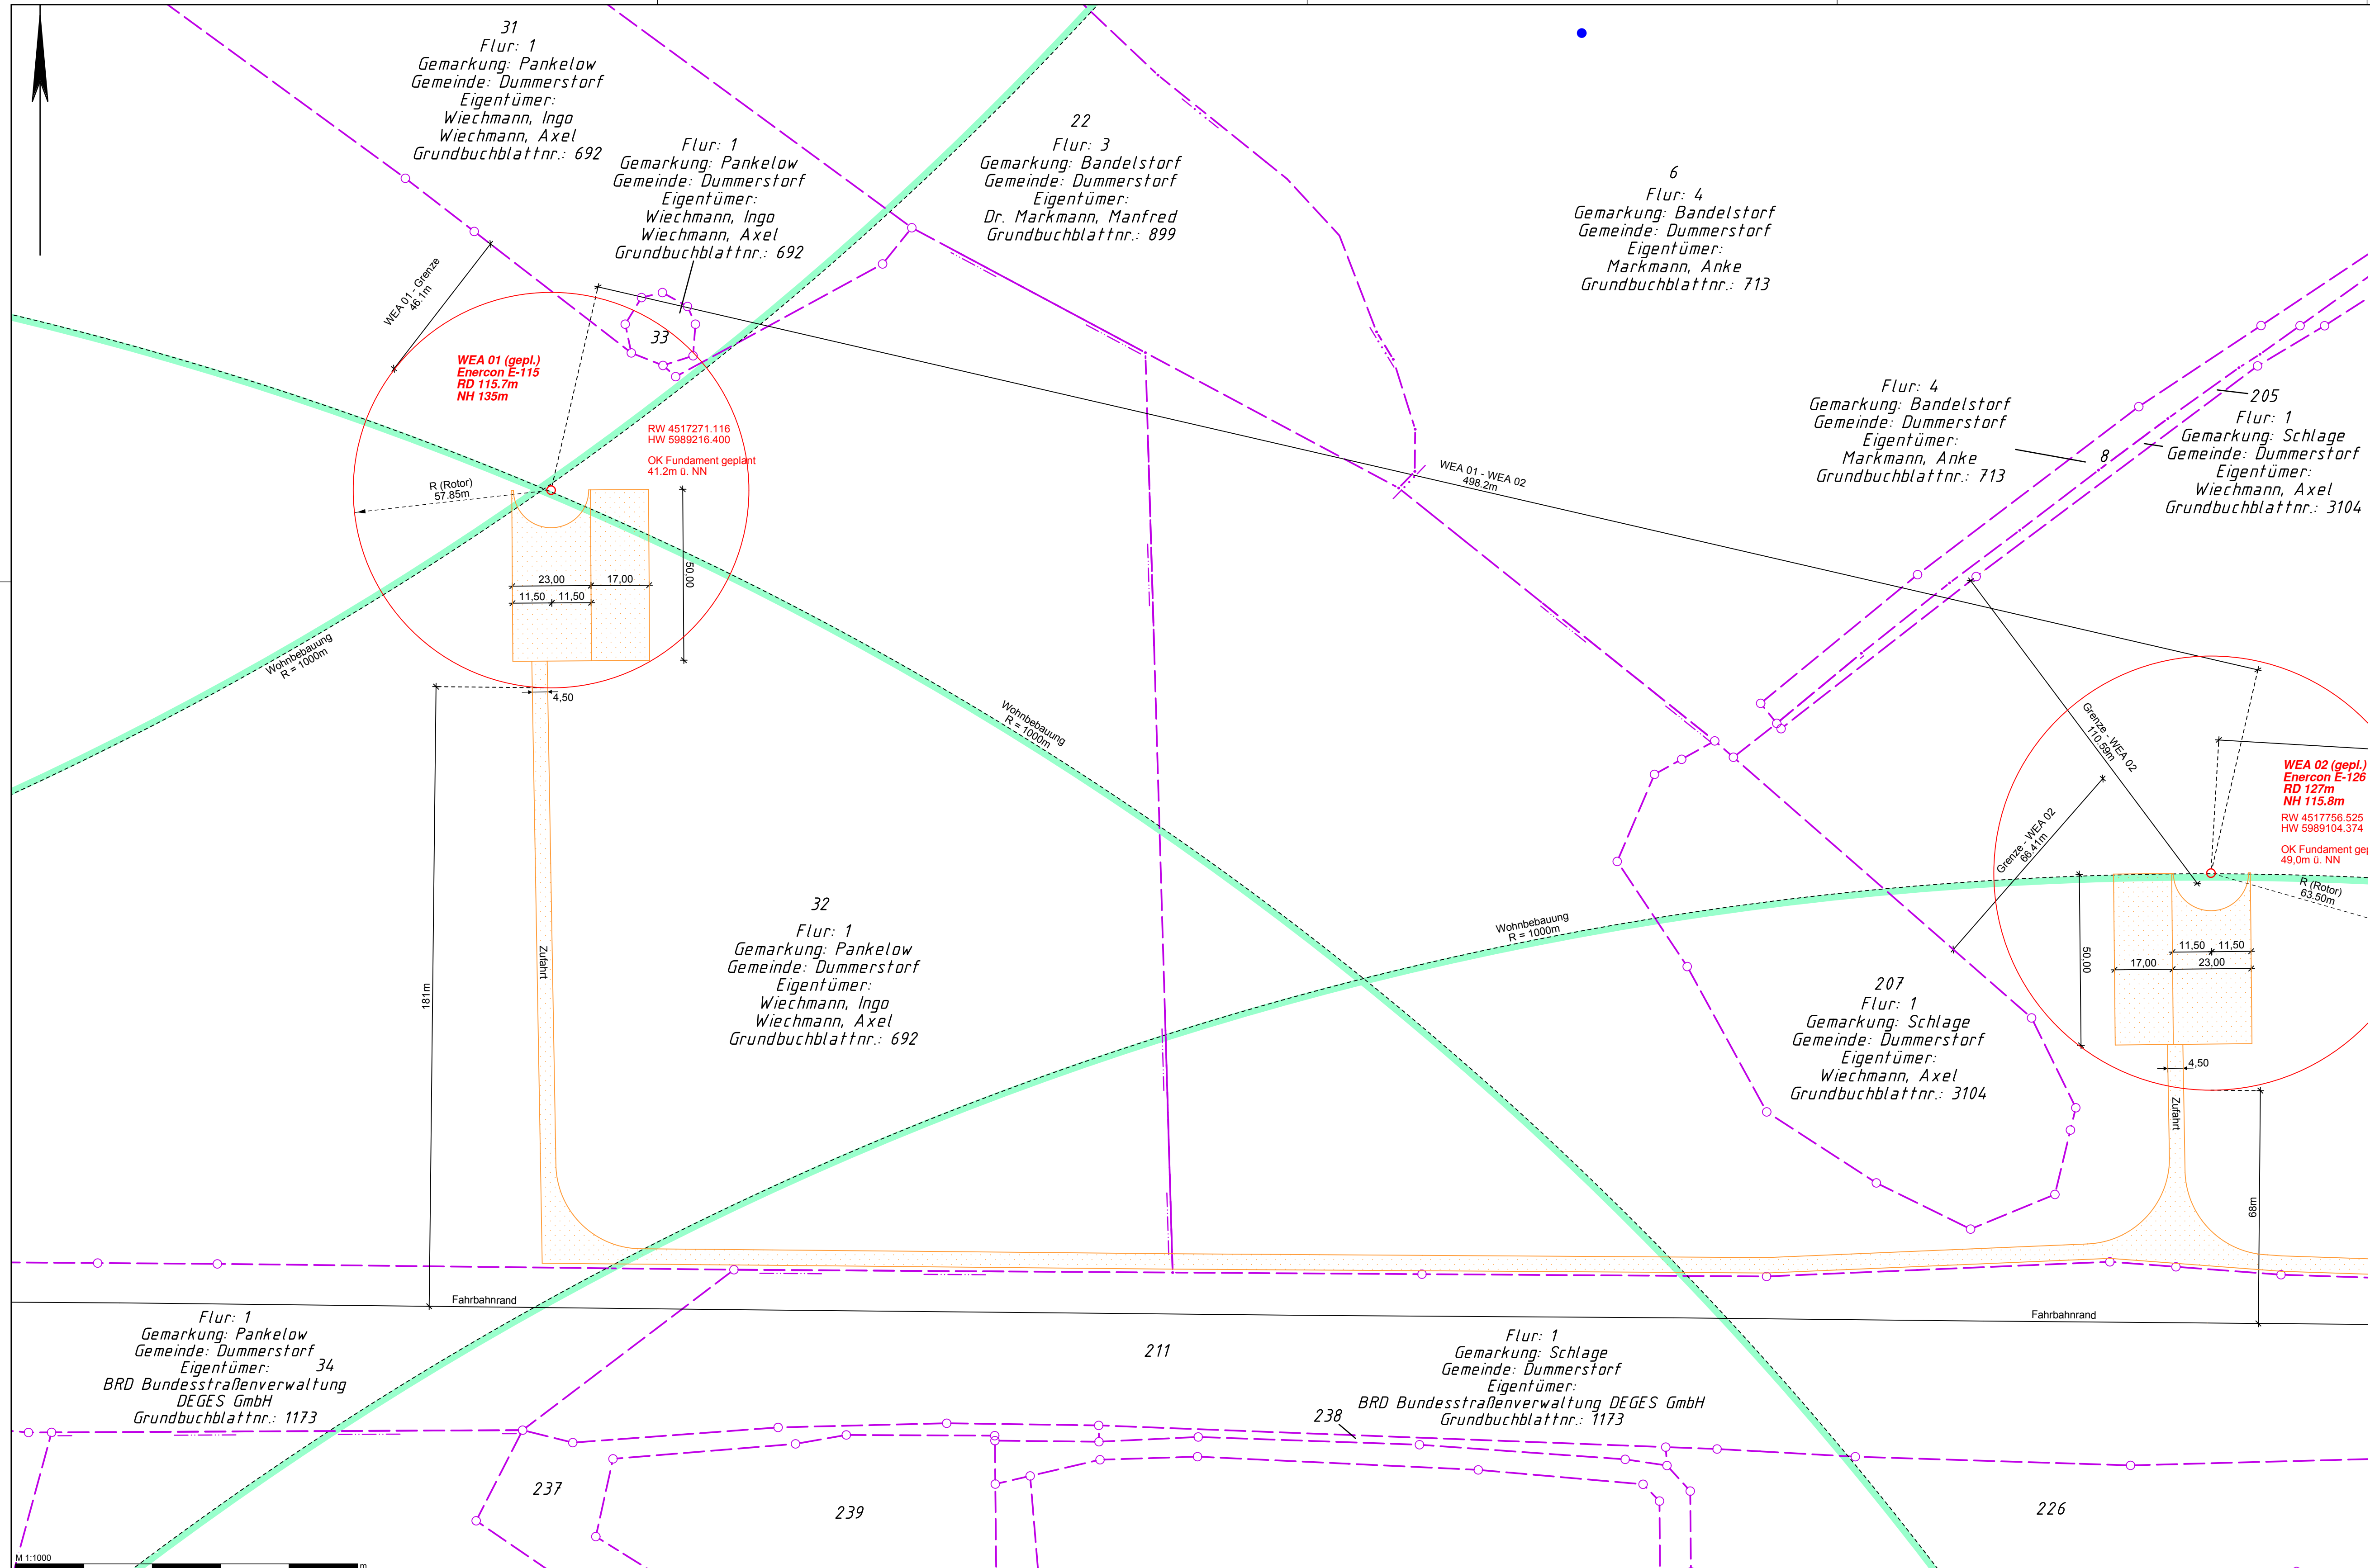 31
Flur: 1
Gemarkung: Pankelow
Gemeinde: Dummerstorf
Eigentümer:
Wiechmann, Ingo
Wiechmann, Axel
Grundbuchblattnr.: 692
Flur: 1
Gemarkung: Pankelow
Gemeinde: Dummerstorf
Eigentümer:
Wiechmann, Ingo
Wiechmann, Axel
Grundbuchblattnr.: 692
33
22
Flur: 3
Gemarkung: Bandelstorf
Gemeinde: Dummerstorf
Eigentümer:
Dr. Markmann, Manfred
Grundbuchblattnr.: 899
6
Flur: 4
Gemarkung: Bandelstorf
Gemeinde: Dummerstorf
Eigentümer:
Markmann, Anke
Grundbuchblattnr.: 713
Flur: 4
Gemarkung: Bandelstorf
Gemeinde: Dummerstorf
Eigentümer:
Markmann, Anke
Grundbuchblattnr.: 713
8
205
Flur: 1
Gemarkung: Schlage
Gemeinde: Dummerstorf
Eigentümer:
Wiechmann, Axel
Grundbuchblattnr.: 3104
WEA 01 - Grenze
46.1m
WEA 01 (gepl.)
Enercon E-115
RD 115.7m
NH 135m
RW 4517271.116
HW 5989216.400
OK Fundament geplant
41.2m ü. NN
R (Rotor)
57.85m
23,00
17,00
11,50
11,50
50,00
4,50
WEA 01 - WEA 02
498.2m
Wohnbebauung
R = 1000m
Wohnbebauung
R = 1000m
Wohnbebauung
R = 1000m
Grenze - WEA 02
110.59m
Grenze - WEA 02
66.41m
WEA 02 (gepl.)
Enercon E-126
RD 127m
NH 115.8m
RW 4517756.525
HW 5989104.374
OK Fundament gep
49,0m ü. NN
R (Rotor)
63.50m
11,50
11,50
17,00
23,00
50,00
4,50
Zufahrt
68m
181m
Zufahrt
32
Flur: 1
Gemarkung: Pankelow
Gemeinde: Dummerstorf
Eigentümer:
Wiechmann, Ingo
Wiechmann, Axel
Grundbuchblattnr.: 692
207
Flur: 1
Gemarkung: Schlage
Gemeinde: Dummerstorf
Eigentümer:
Wiechmann, Axel
Grundbuchblattnr.: 3104
Fahrbahnrand
Fahrbahnrand
Flur: 1
Gemarkung: Pankelow
Gemeinde: Dummerstorf
Eigentümer:
34
BRD Bundesstraßenverwaltung
DEGES GmbH
Grundbuchblattnr.: 1173
211
Flur: 1
Gemarkung: Schlage
Gemeinde: Dummerstorf
Eigentümer:
BRD Bundesstraßenverwaltung DEGES GmbH
Grundbuchblattnr.: 1173
238
237
239
226
M 1:1000
m